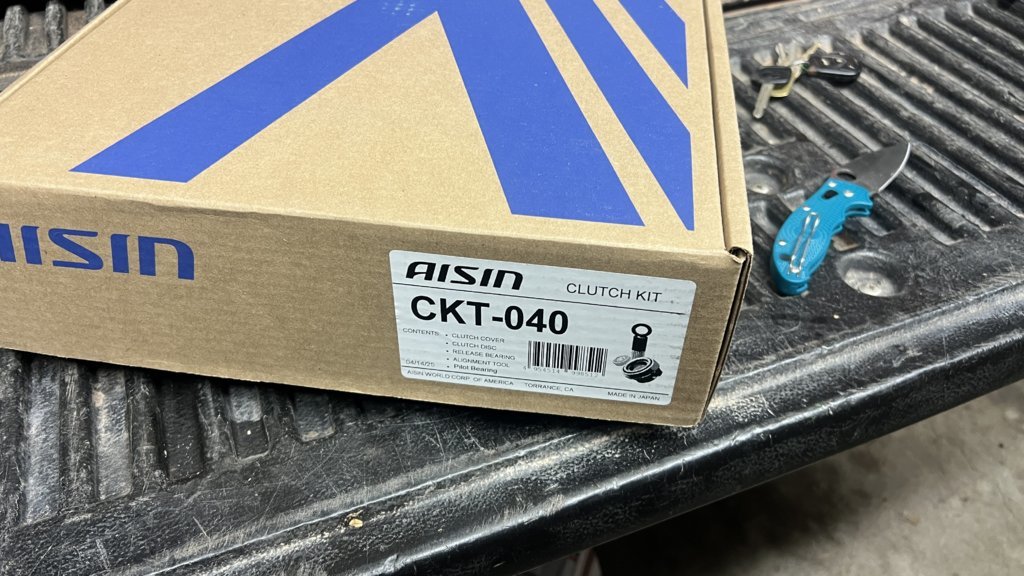 AISIN
AISIN CLUTCH KIT
CKT-040
CONTENTS: • CLUTCH COVER
• CLUTCH DISC
• RELEASE BEARING
• ALIGNMENT TOOL
• Pilot Bearing
AISIN WORLD CORP. OF AMERICA TORRANCE, CA MADE IN JAPAN